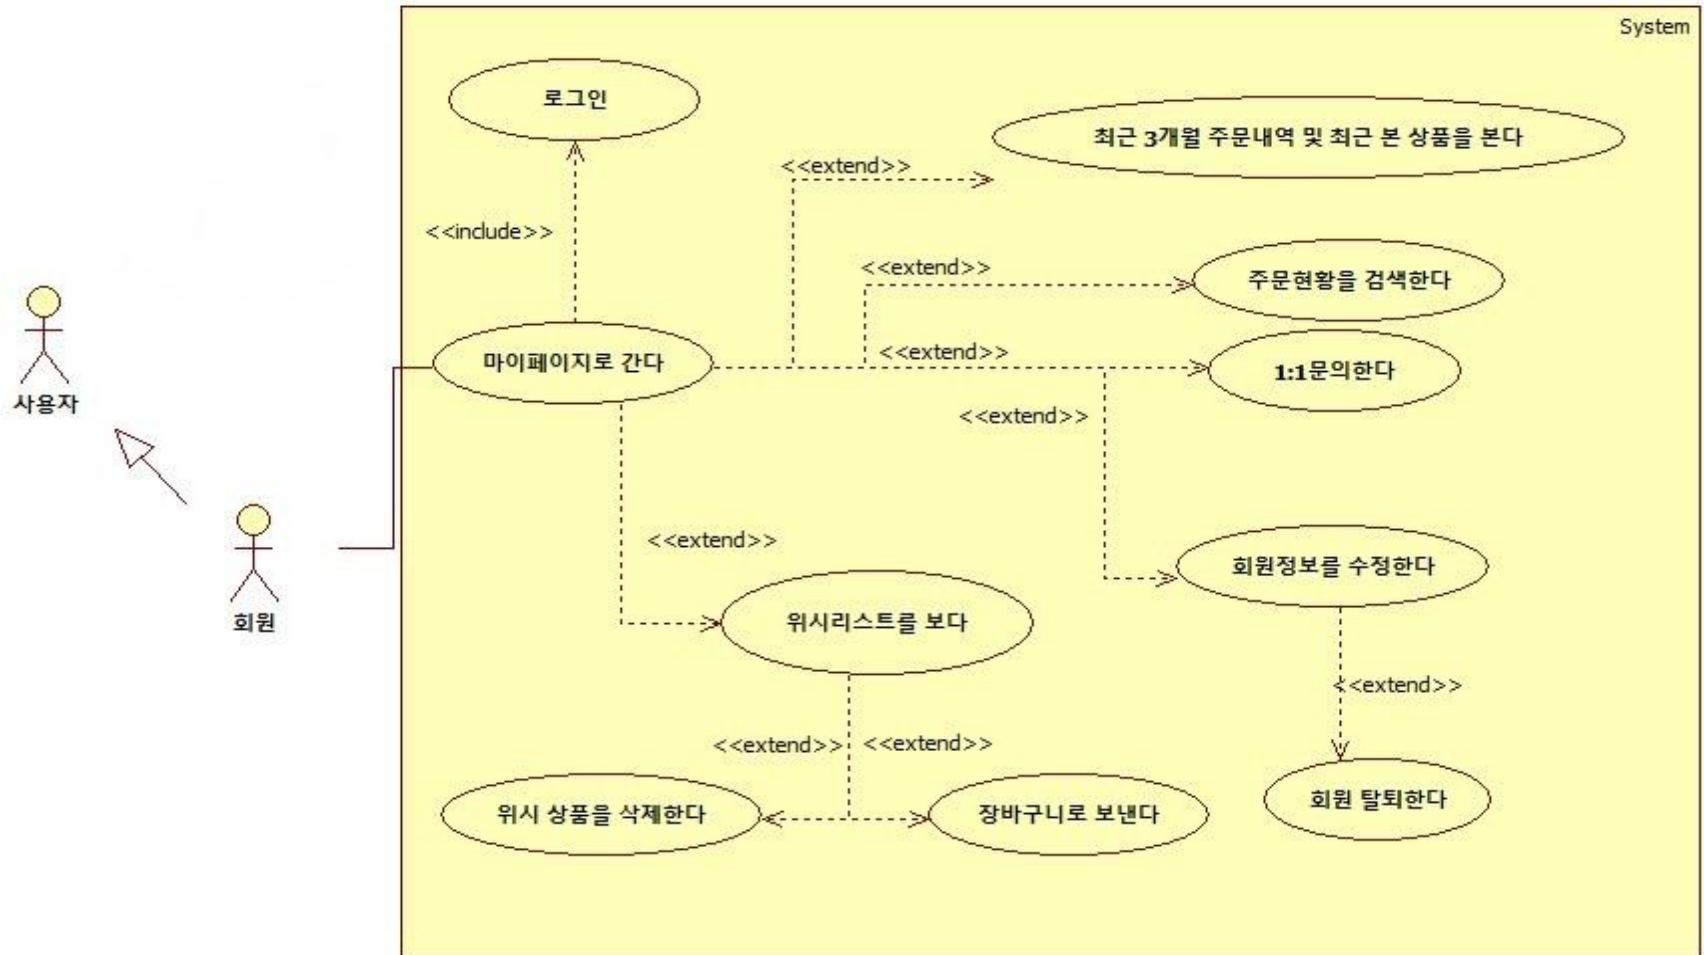 System
로그인
최근 3개월 주문내역 및 최근 본 상품을 본다
<<extend>>
<<include>>
<<extend>>
주문현황을 검색한다
<<extend>>
마이페이지로 간다
1:1문의한다
사용자
<<extend>>
<<extend>>
회원정보를 수정한다
회원
위시리스트를 보다
<<extend>>
<<extend>>
<<extend>>
위시 상품을 삭제한다
장바구니로 보낸다
회원 탈퇴한다